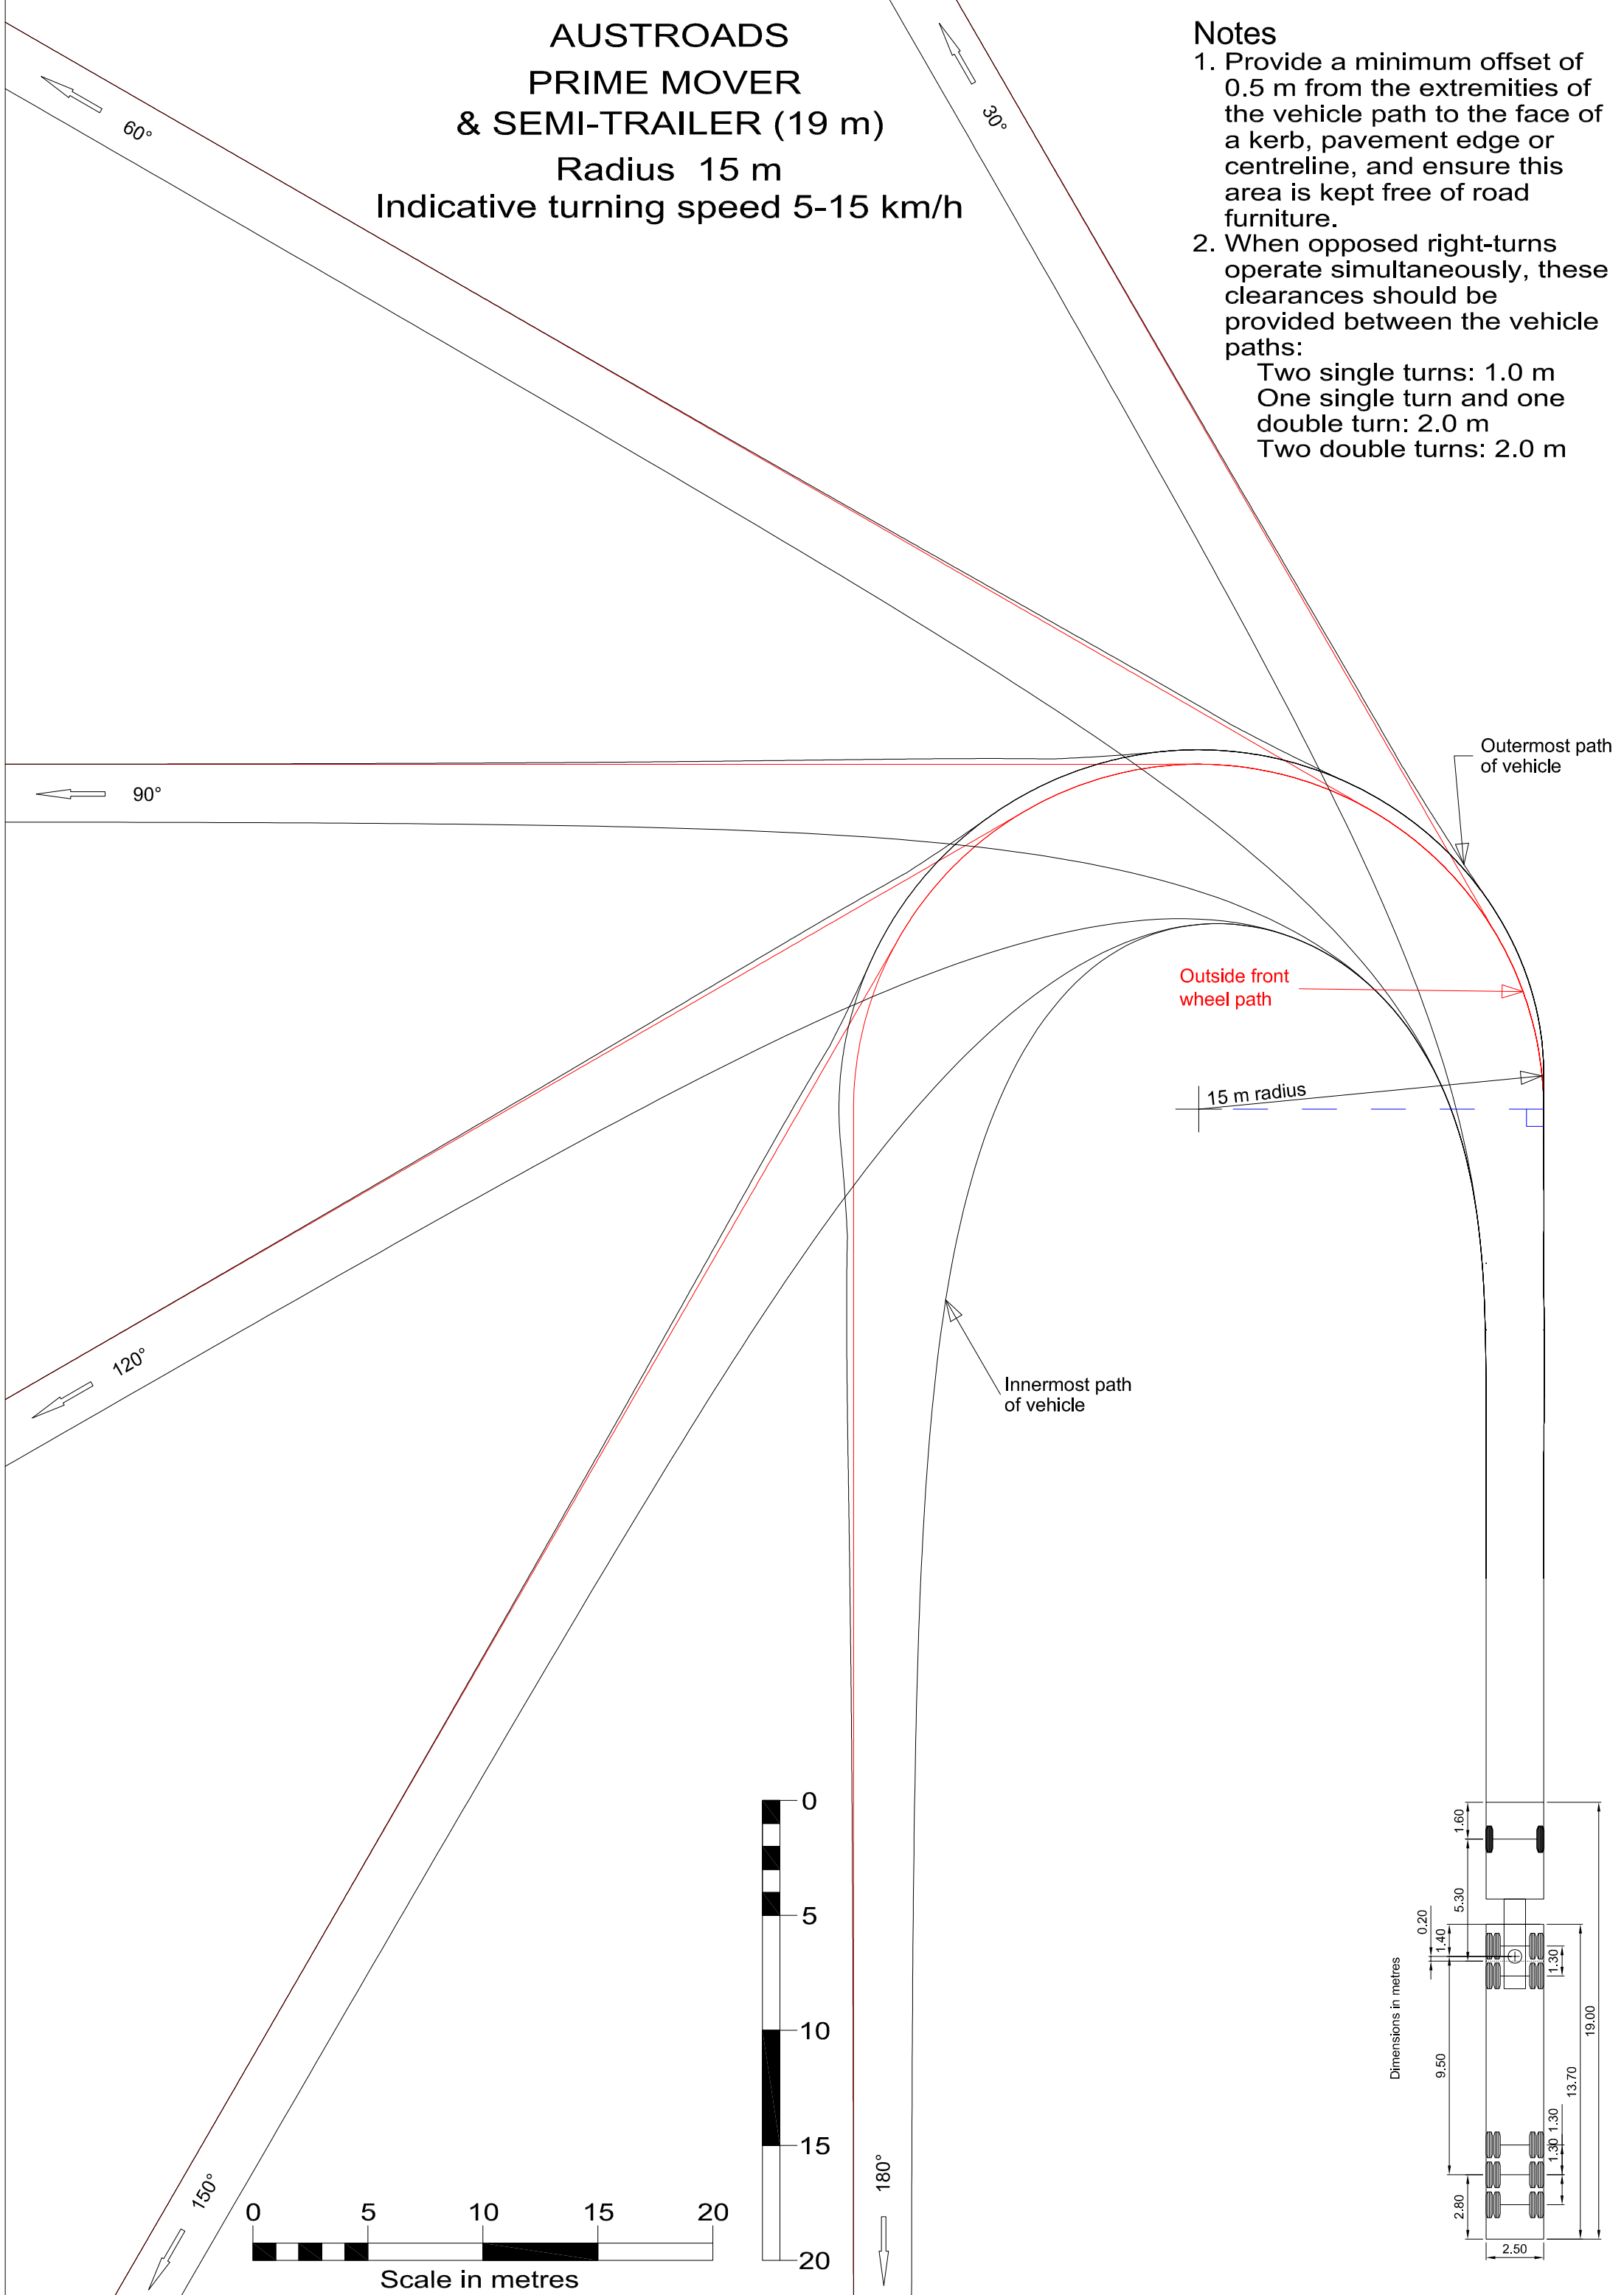 AUSTROADS
PRIME MOVER
& SEMI-TRAILER (19 m)
Radius 15 m
Indicative turning speed 5-15 km/h
Notes
1. Provide a minimum offset of
0.5 m from the extremities of
the vehicle path to the face of
a kerb, pavement edge or
centreline, and ensure this
area is kept free of road
furniture.
2. When opposed right-turns
operate simultaneously, these
clearances should be
provided between the vehicle
paths:
Two single turns: 1.0 m
One single turn and one
double turn: 2.0 m
Two double turns: 2.0 m
60°
30°
90°
Outermost path
of vehicle
Outside front
wheel path
15 m radius
120°
Innermost path
of vehicle
150°
180°
0
5
10
15
20
0
5
10
15
20
Scale in metres
Dimensions in metres
1.60
5.30
0.20
1.40
1.30
9.50
19.00
13.70
1.30
1.30
2.80
2.50